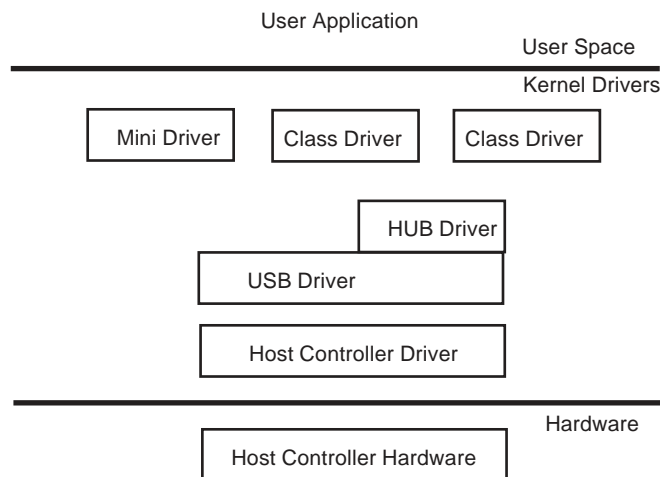 User Application
User Space
Kernel Drivers
Mini Driver
Class Driver
Class Driver
HUB Driver
USB Driver
Host Controller Driver
Hardware
Host Controller Hardware